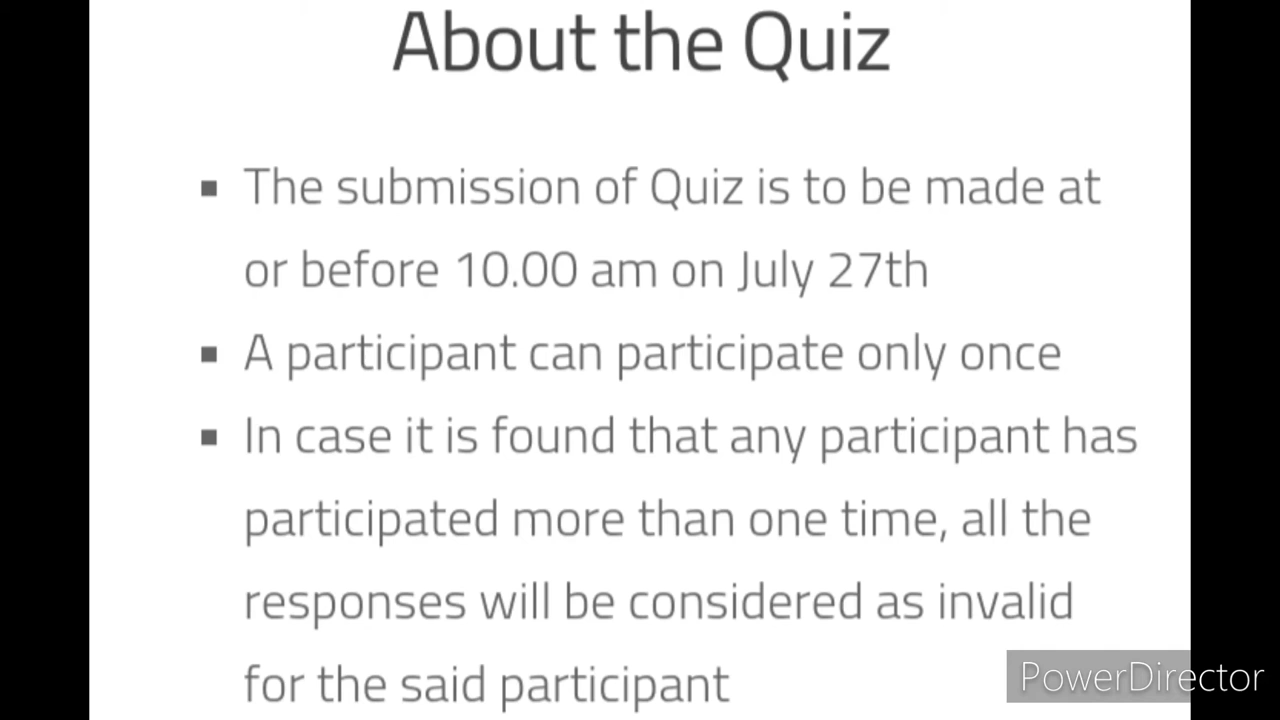 About the Quiz
▪ The submission of Quiz is to be made at
or before 10.00 am on July 27th
▪ A participant can participate only once
▪ In case it is found that any participant has
participated more than one time, all the
responses will be considered as invalid
for the said participant
PowerDirector